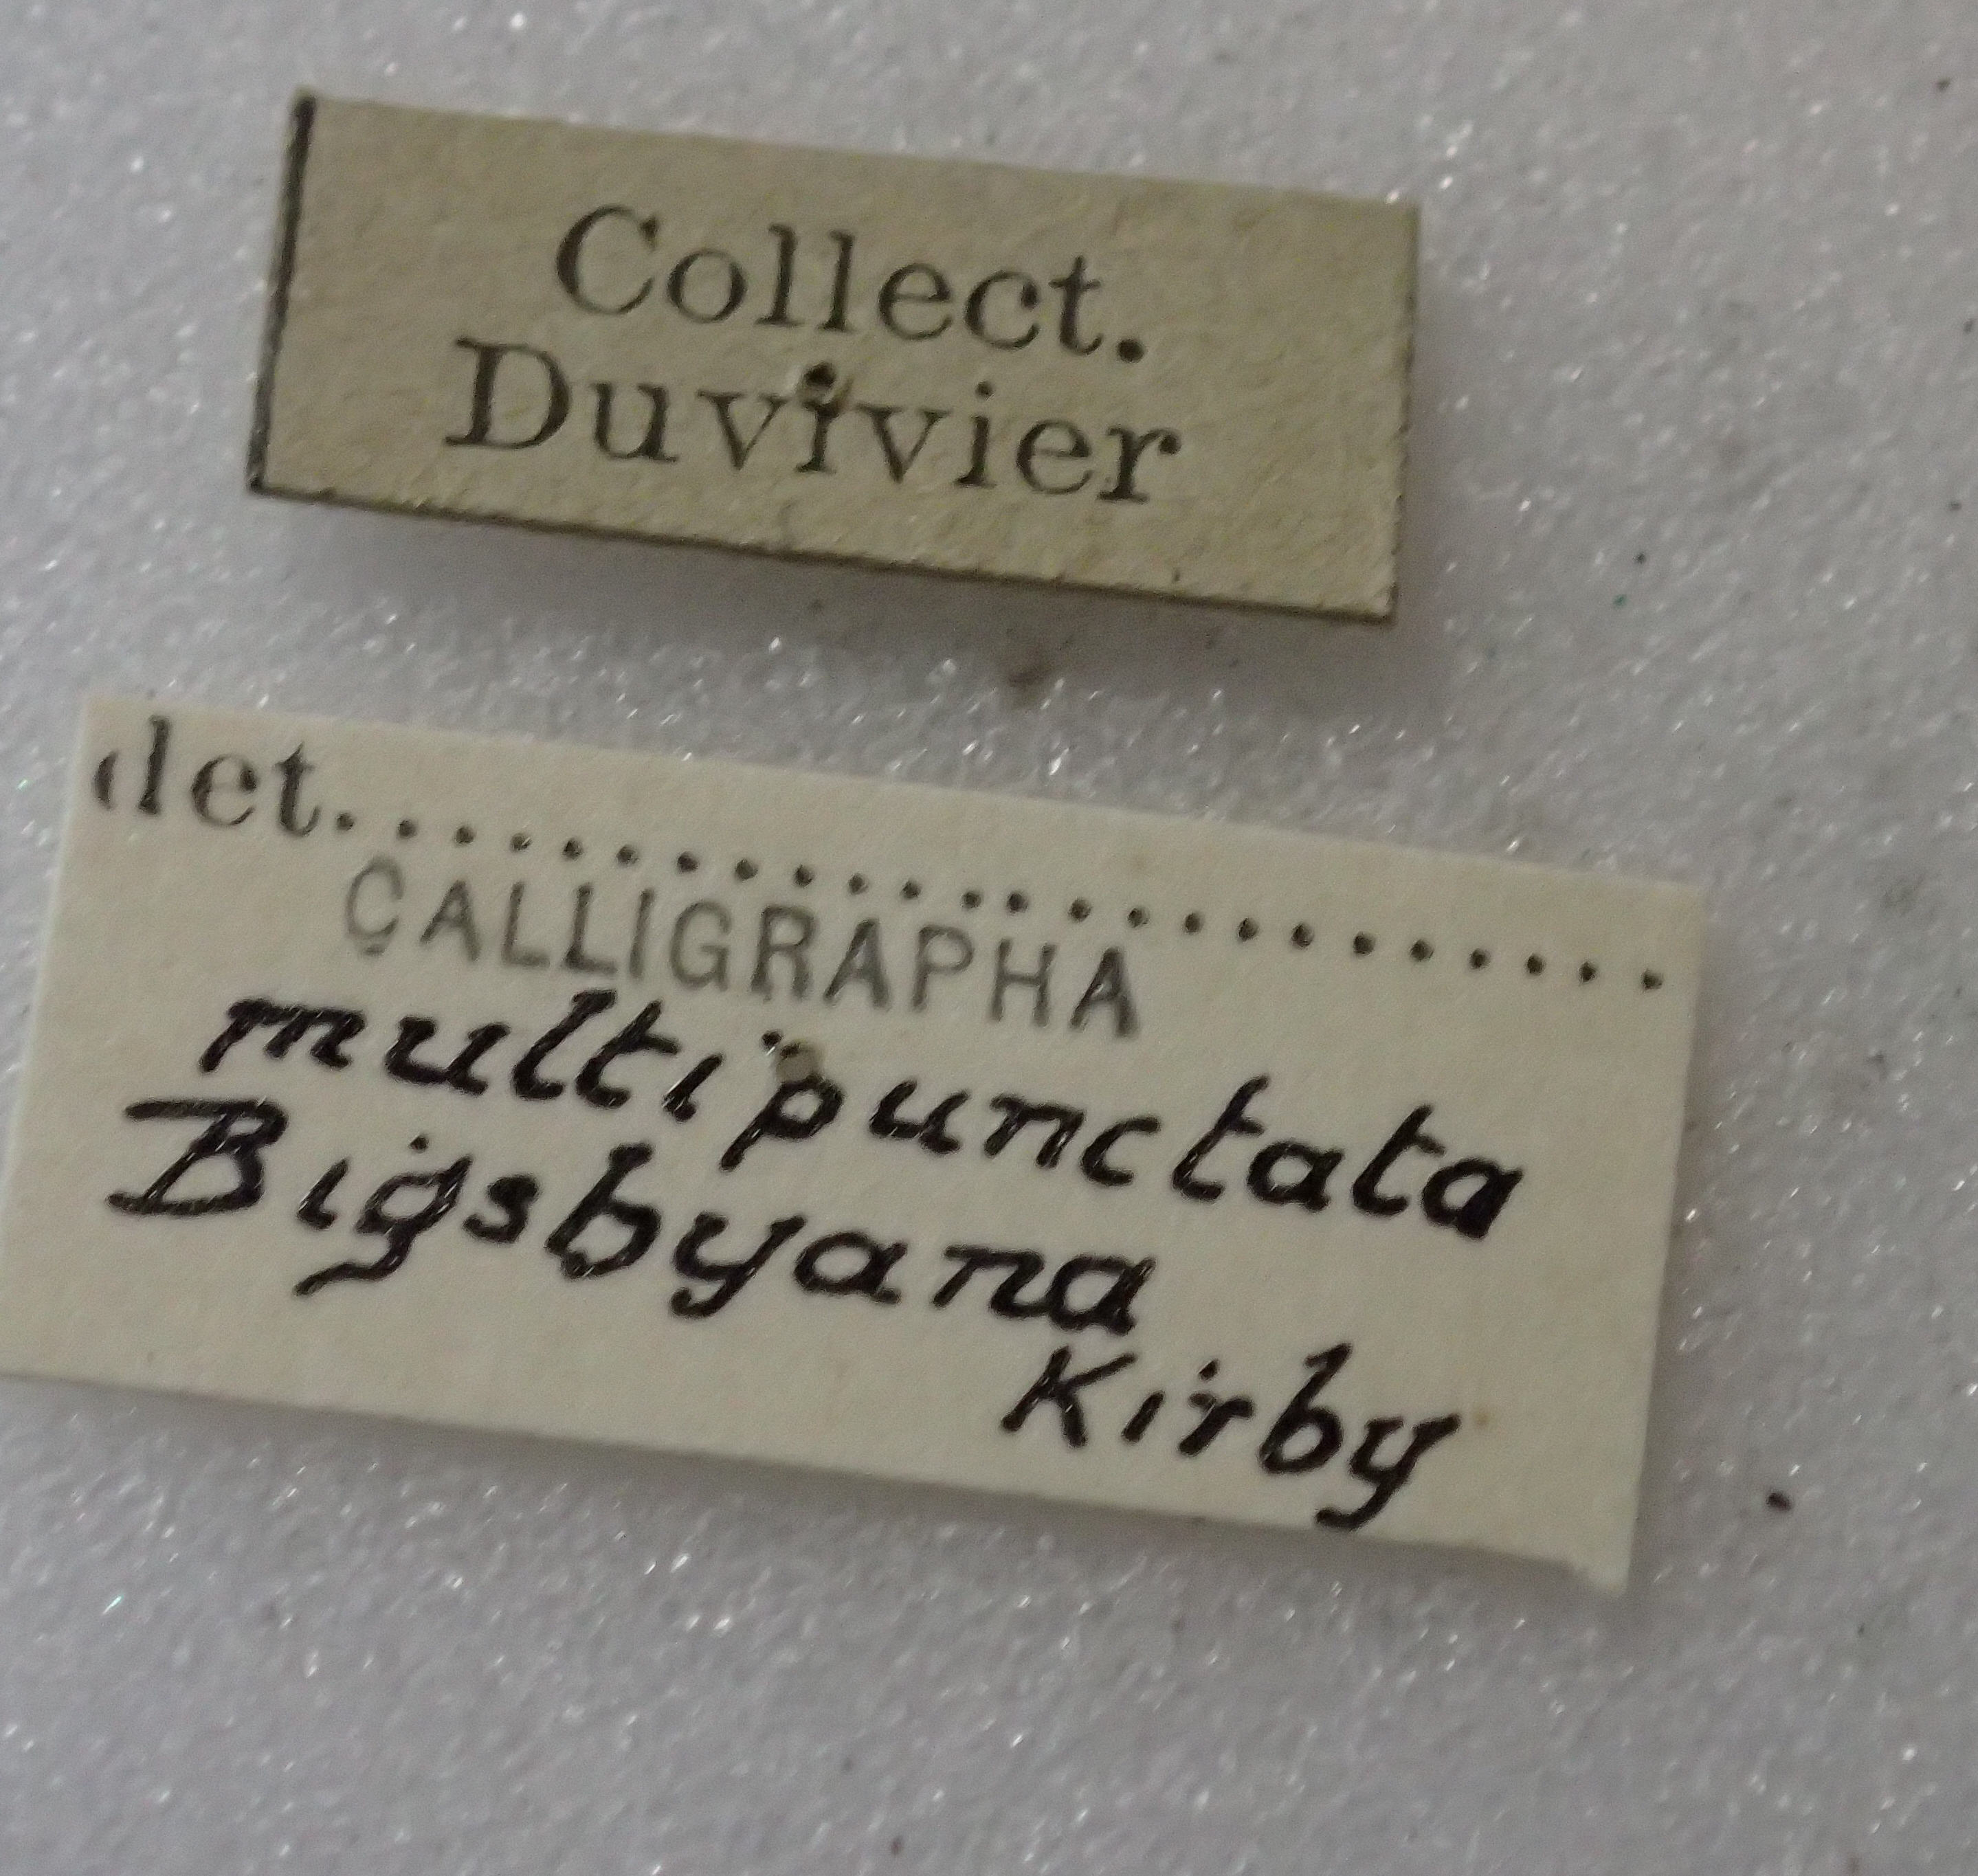 Collect.
Duvivier
det..........................
CALLIGRAPHA
multipunctata
Bigsbyana
Kirby